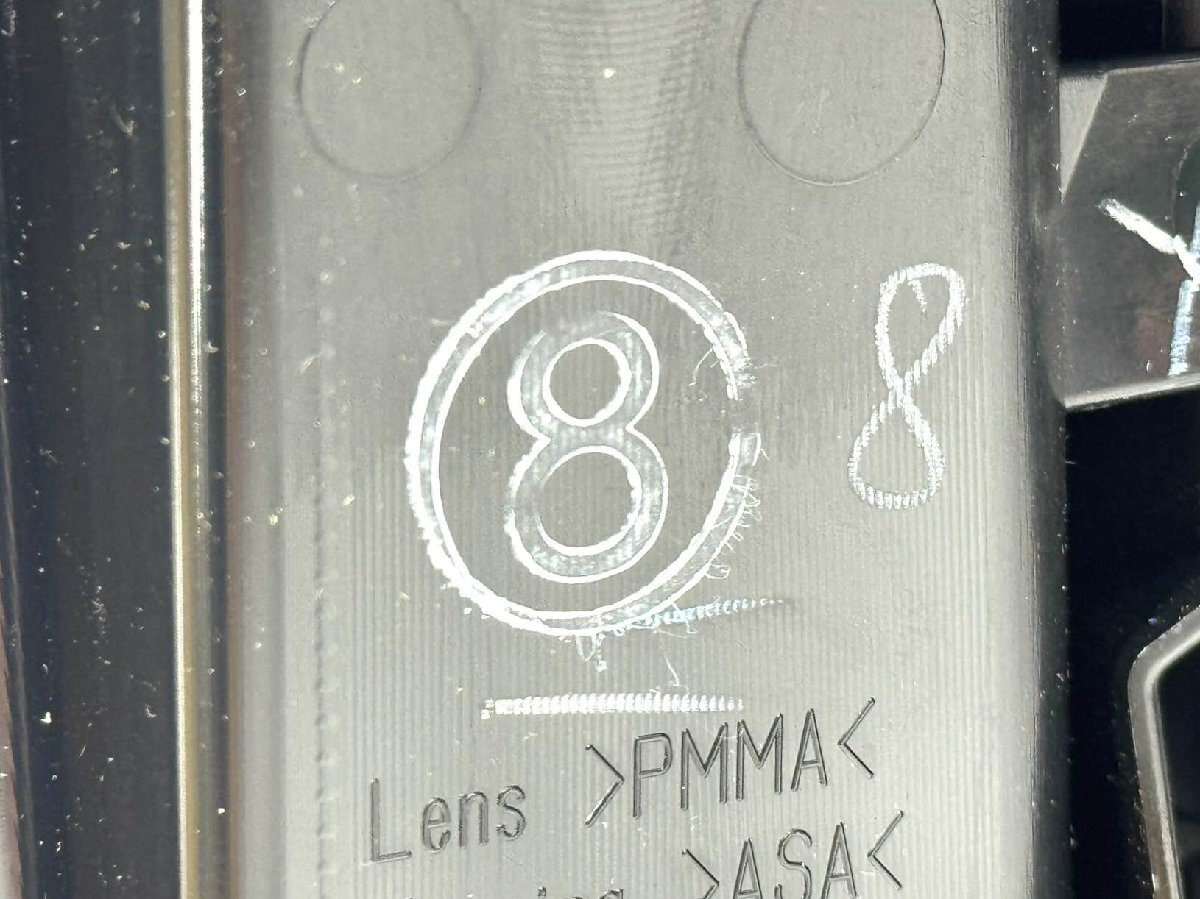 ⑧ 8
Lens >PMMA<
>ASA<